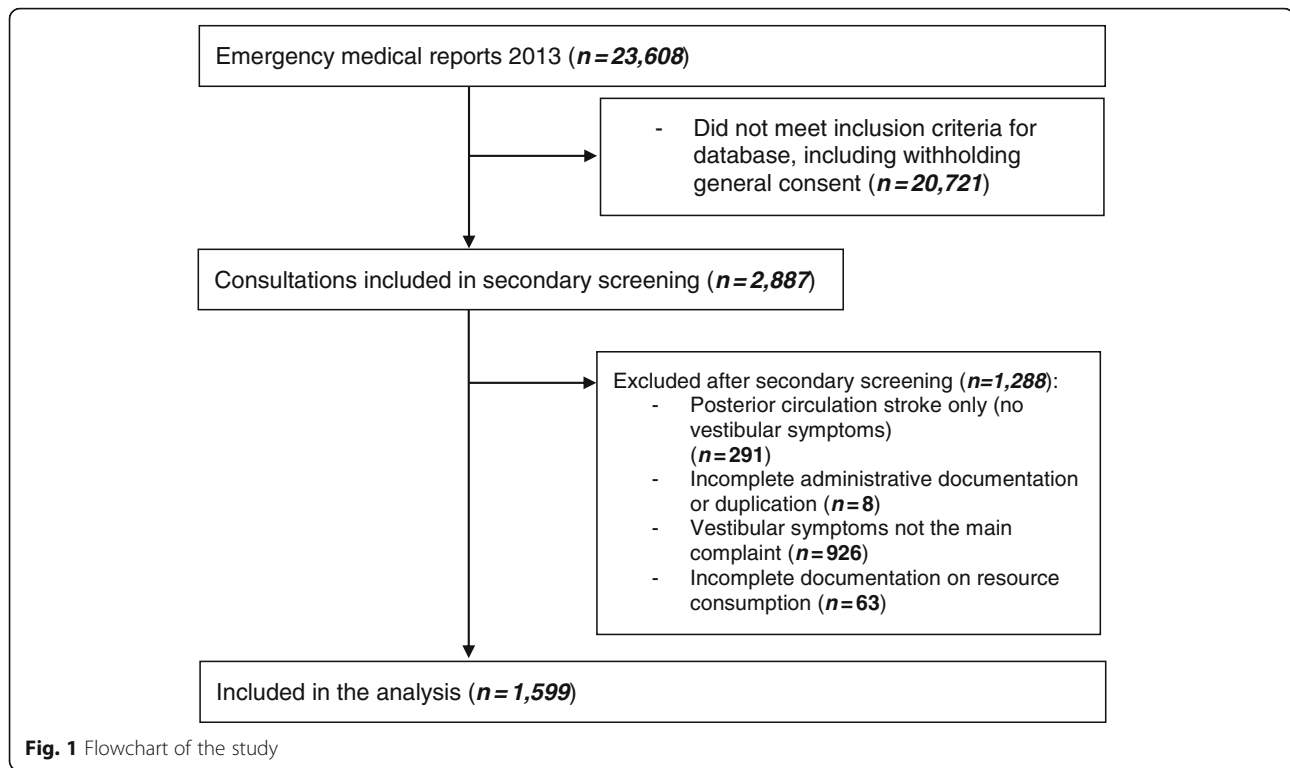 Emergency medical reports 2013 (n=23,608)
- Did not meet inclusion criteria for
database, including withholding
general consent (n=20,721)
Consultations included in secondary screening (n=2,887)
Excluded after secondary screening (n=1,288):
- Posterior circulation stroke only (no
vestibular symptoms)
(n=291)
- Incomplete administrative documentation
or duplication (n=8)
- Vestibular symptoms not the main
complaint (n=926)
- Incomplete documentation on resource
consumption (n=63)
Included in the analysis (n=1,599)
Fig. 1 Flowchart of the study